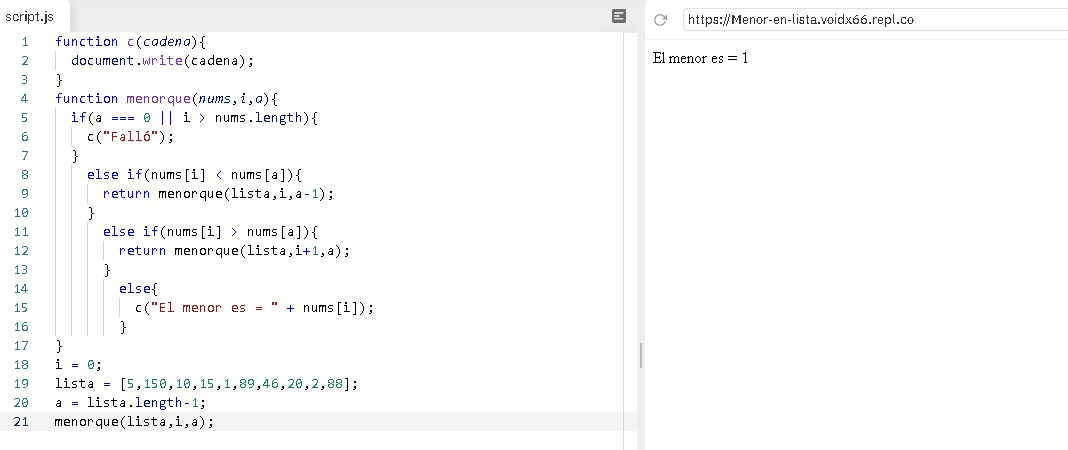 script.js
1 function c(cadena){
2 document.write(cadena);
3 }
4 function menorque(nums,i,a){
5 if(a === 0 || i > nums.length){
6 c("Falló");
7 }
8 else if(nums[i] < nums[a]){
9 return menorque(lista,i,a-1);
10 }
11 else if(nums[i] > nums[a]){
12 return menorque(lista,i+1,a);
13 }
14 else{
15 c("El menor es = " + nums[i]);
16 }
17 }
18 i = 0;
19 lista = [5,150,10,15,1,89,46,20,2,88];
20 a = lista.length-1;
21 menorque(lista,i,a);
https://Menor-en-lista.voidx66.repl.co
El menor es = 1